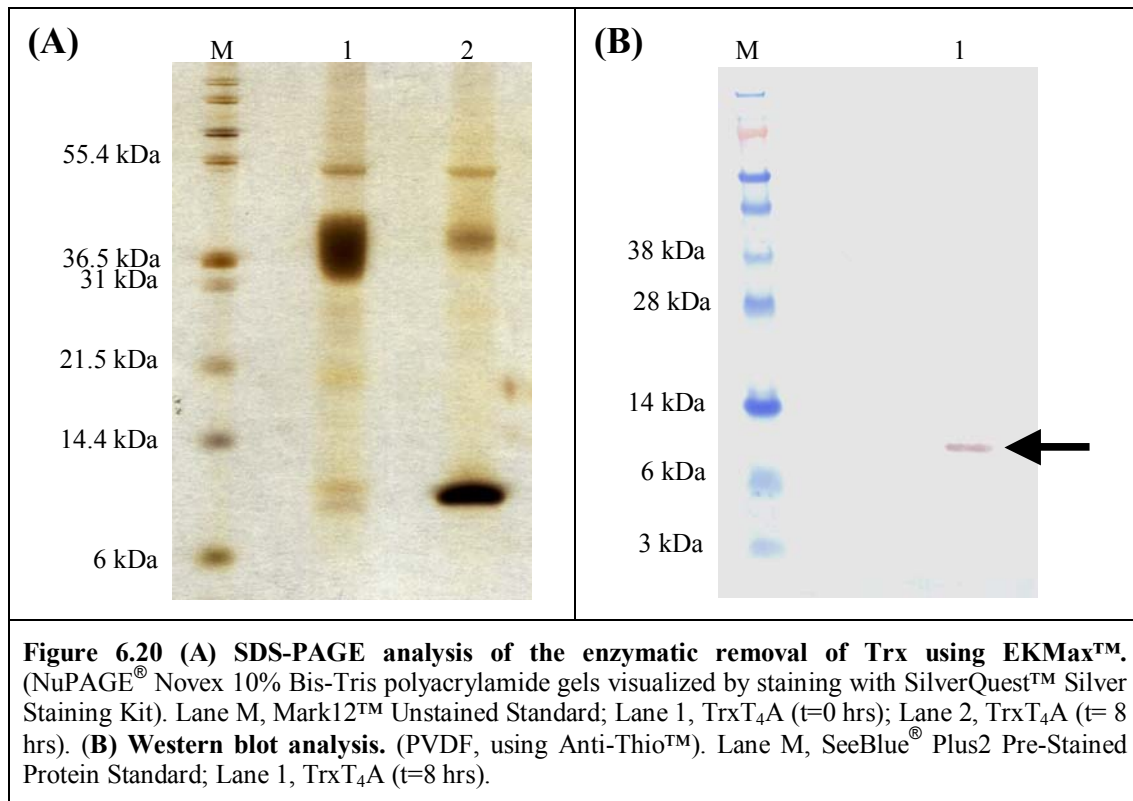 (A)
M 1 2
55.4 kDa
36.5 kDa
31 kDa
21.5 kDa
14.4 kDa
6 kDa
(B)
M 1
38 kDa
28 kDa
14 kDa
6 kDa
3 kDa
Figure 6.20 (A) SDS-PAGE analysis of the enzymatic removal of Trx using EKMax™.
(NuPAGE® Novex 10% Bis-Tris polyacrylamide gels visualized by staining with SilverQuest™ Silver
Staining Kit). Lane M, Mark12™ Unstained Standard; Lane 1, TrxT₄A (t=0 hrs); Lane 2, TrxT₄A (t= 8
hrs). (B) Western blot analysis. (PVDF, using Anti-Thio™). Lane M, SeeBlue® Plus2 Pre-Stained
Protein Standard; Lane 1, TrxT₄A (t=8 hrs).